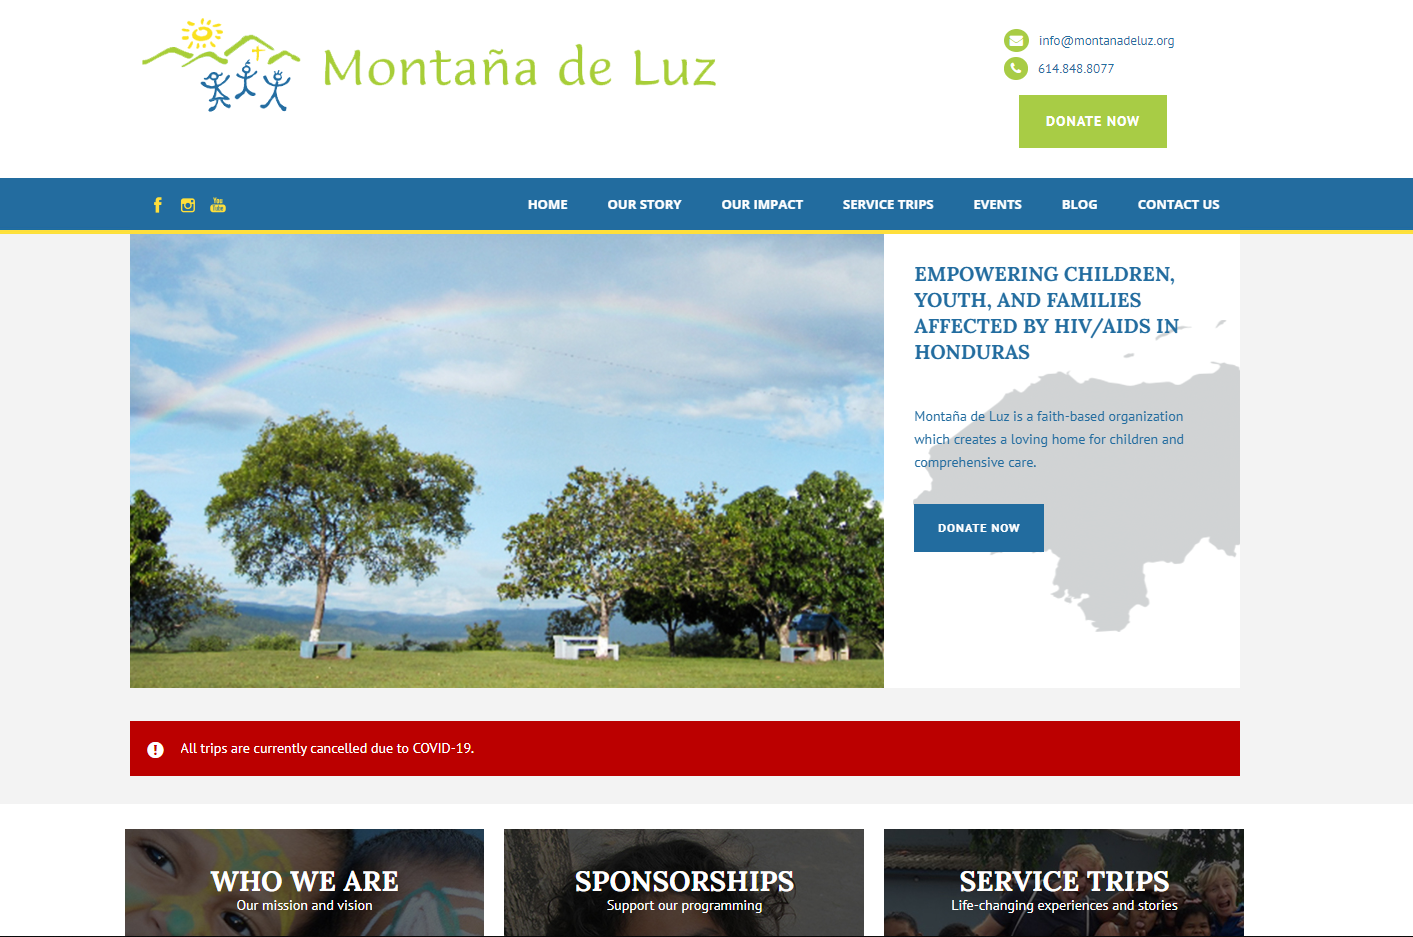 Montaña de Luz
info@montanadeluz.org
614.848.8077
DONATE NOW
You
Tube
HOME OUR STORY OUR IMPACT SERVICE TRIPS EVENTS BLOG CONTACT US
EMPOWERING CHILDREN,
YOUTH, AND FAMILIES
AFFECTED BY HIV/AIDS IN
HONDURAS
Montaña de Luz is a faith-based organization
which creates a loving home for children and
comprehensive care.
DONATE NOW
All trips are currently cancelled due to COVID-19.
WHO WE ARE
Our mission and vision
SPONSORSHIPS
Support our programming
SERVICE TRIPS
Life-changing experiences and stories